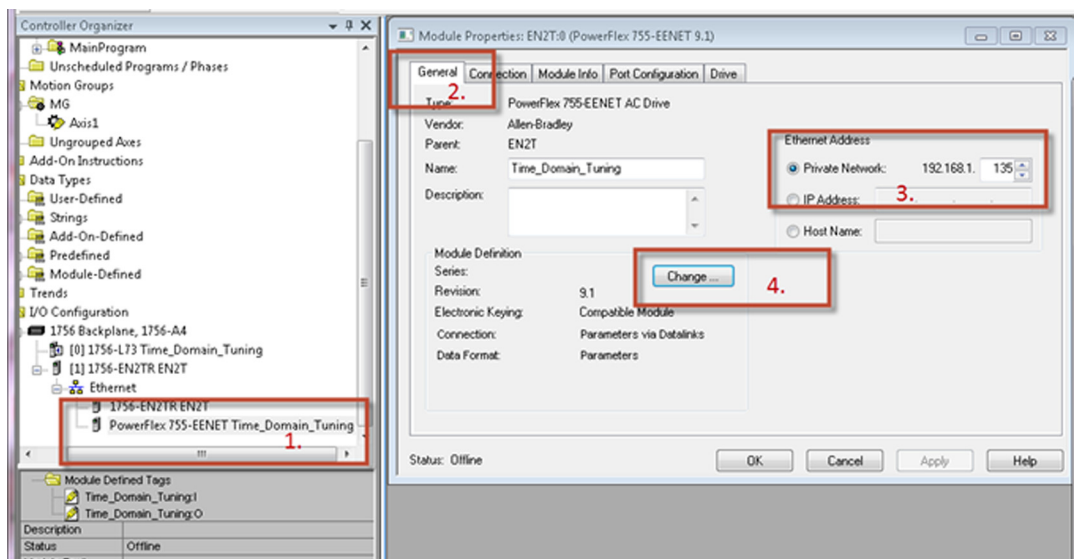 Controller Organizer
MainProgram
Unscheduled Programs / Phases
Motion Groups
MG
Axis1
Ungrouped Axes
Add-On Instructions
Data Types
User-Defined
Strings
Add-On-Defined
Predefined
Module-Defined
Trends
I/O Configuration
1756 Backplane, 1756-A4
[0] 1756-L73 Time_Domain_Tuning
[1] 1756-EN2TR EN2T
Ethernet
1756-EN2TR EN2T
PowerFlex 755-EENET Time_Domain_Tuning
1.
Module Defined Tags
Time_Domain_Tuning:I
Time_Domain_Tuning:O
Description
Status Offline
Module Properties: EN2T:0 (PowerFlex 755-EENET 9.1)
General Connection Module Info Port Configuration Drive
2.
Type: PowerFlex 755-EENET AC Drive
Vendor: Allen-Bradley
Parent: EN2T
Name: Time_Domain_Tuning
Description:
Ethernet Address
Private Network: 192.168.1. 135
IP Address:
3.
Host Name:
Module Definition
Series:
Change ...
4.
Revision: 9.1
Electronic Keying: Compatible Module
Connection: Parameters via Datalinks
Data Format: Parameters
Status: Offline
OK Cancel Apply Help